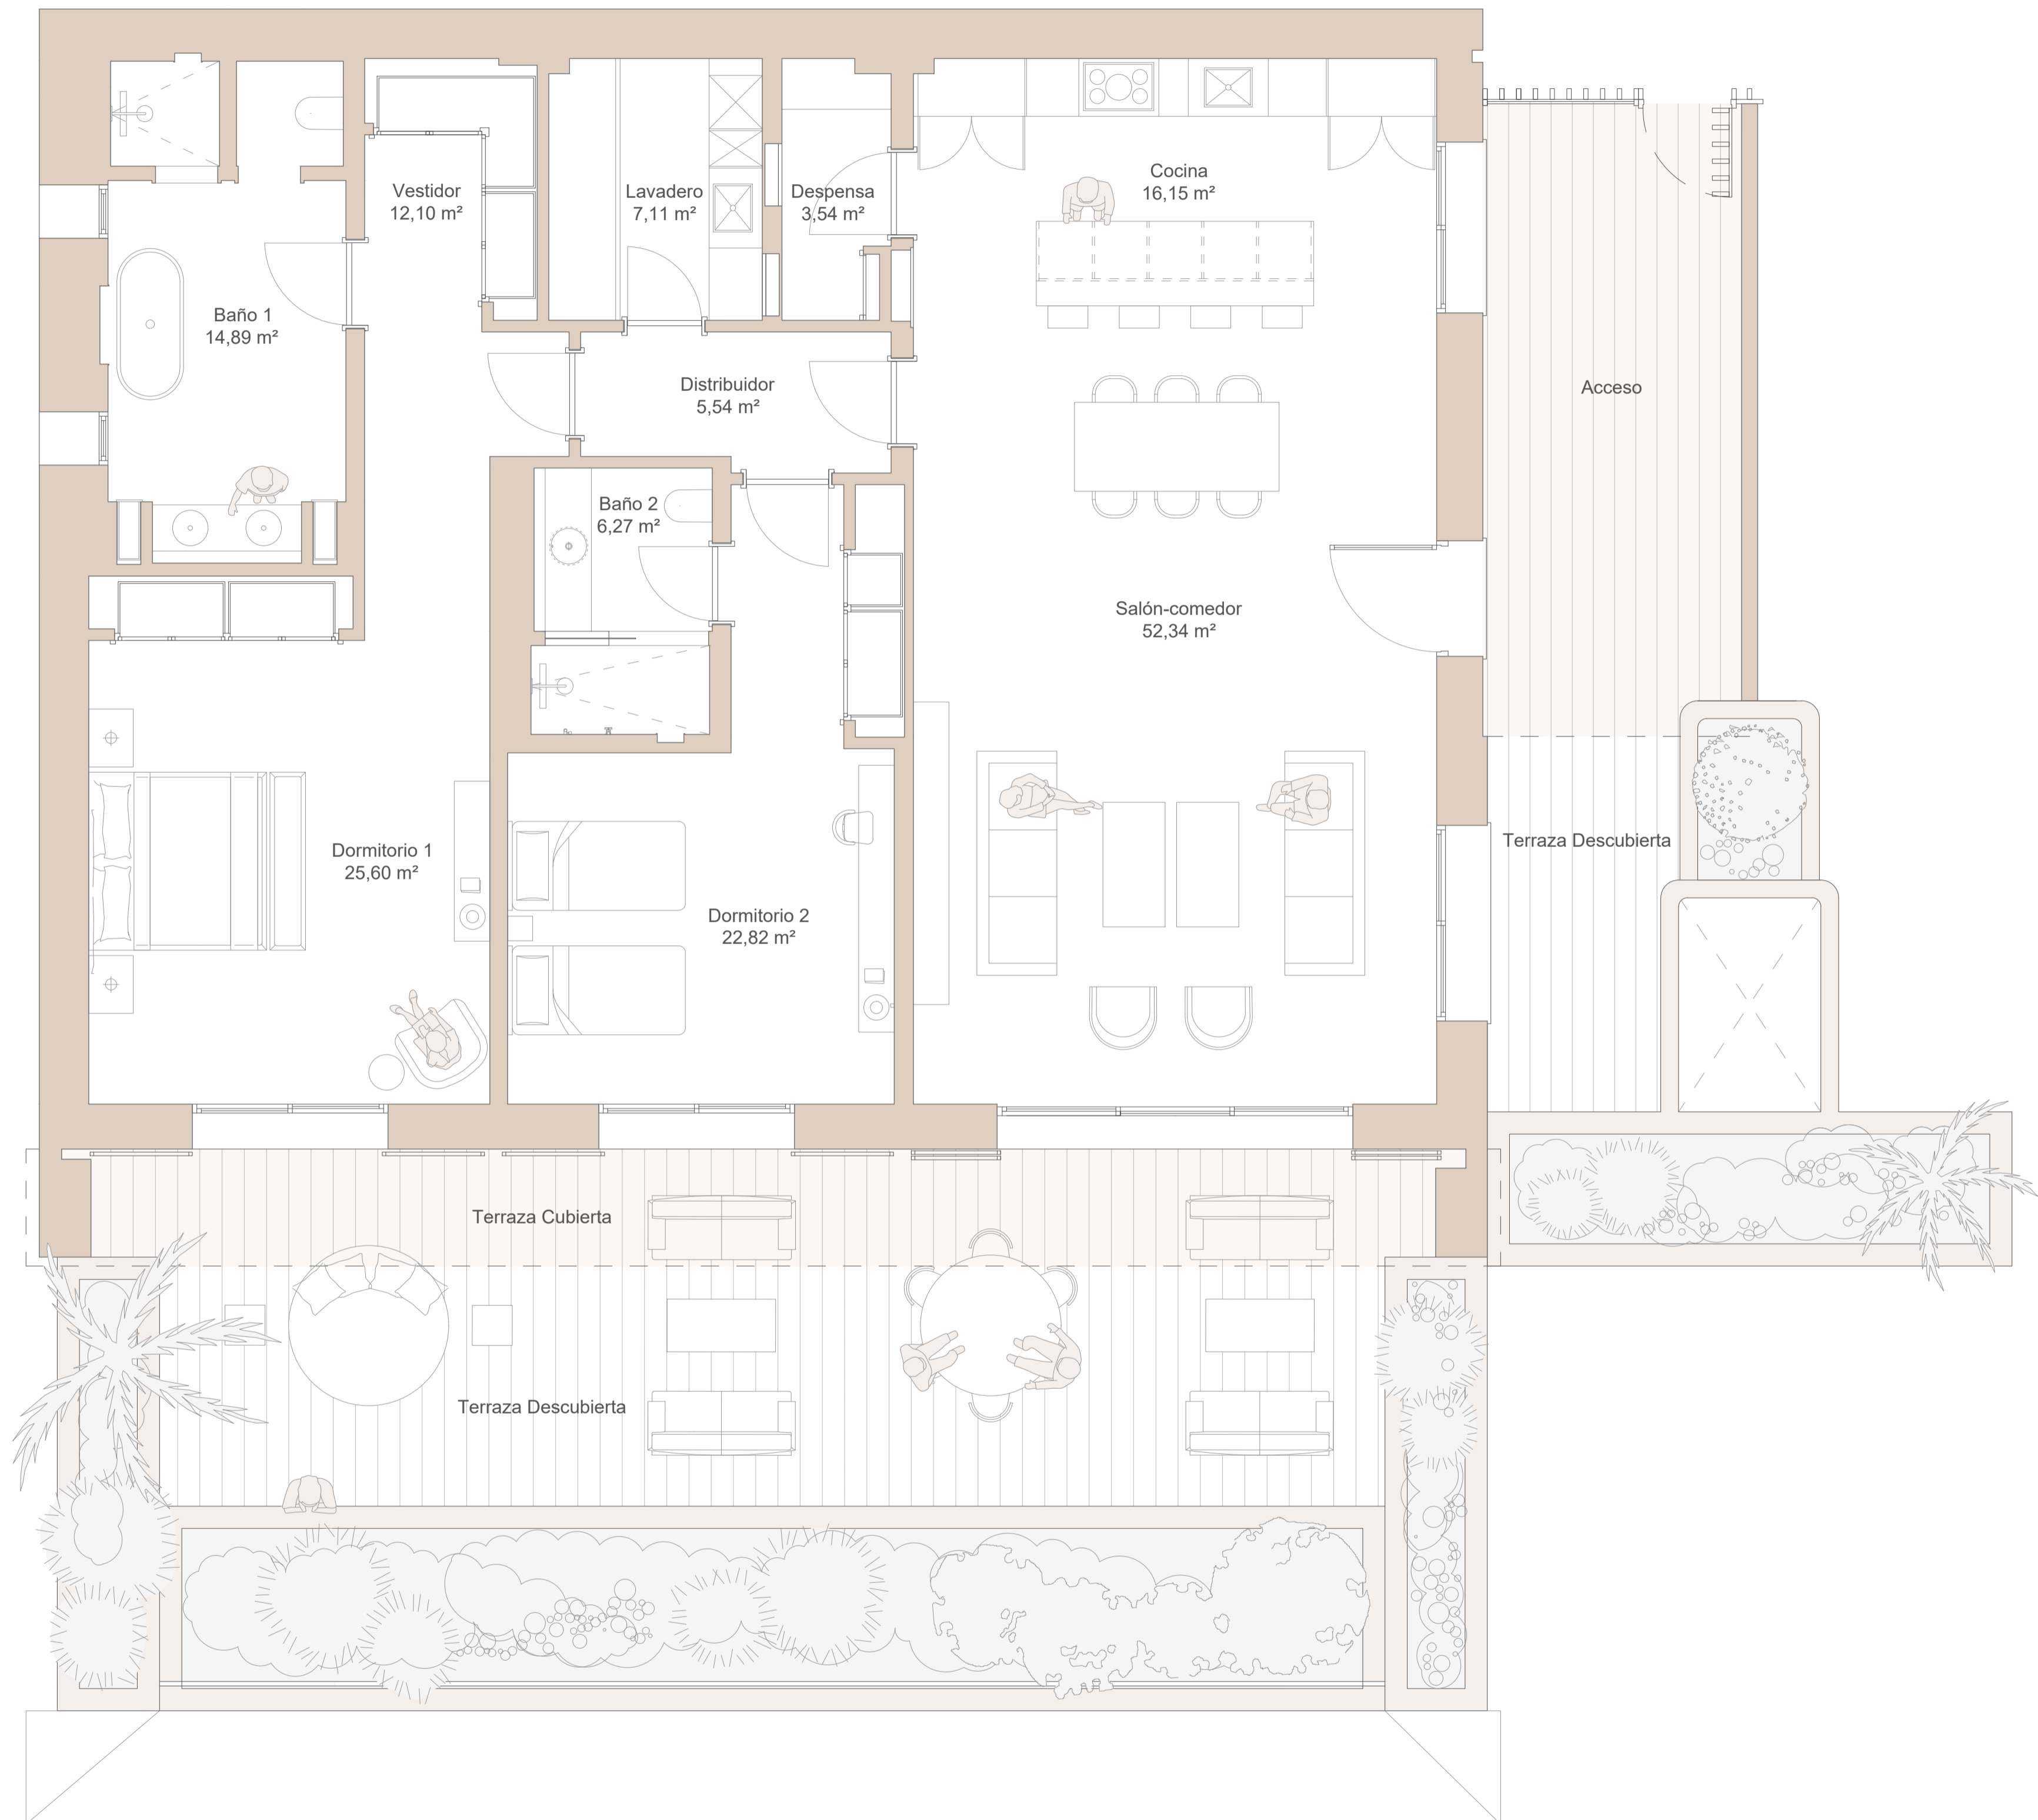 Vestidor
12,10 m²
Lavadero
7,11 m²
Despensa
3,54 m²
Cocina
16,15 m²
Baño 1
14,89 m²
Distribuidor
5,54 m²
Acceso
Baño 2
6,27 m²
Salón-comedor
52,34 m²
Dormitorio 1
25,60 m²
Dormitorio 2
22,82 m²
Terraza Descubierta
Terraza Cubierta
Terraza Descubierta